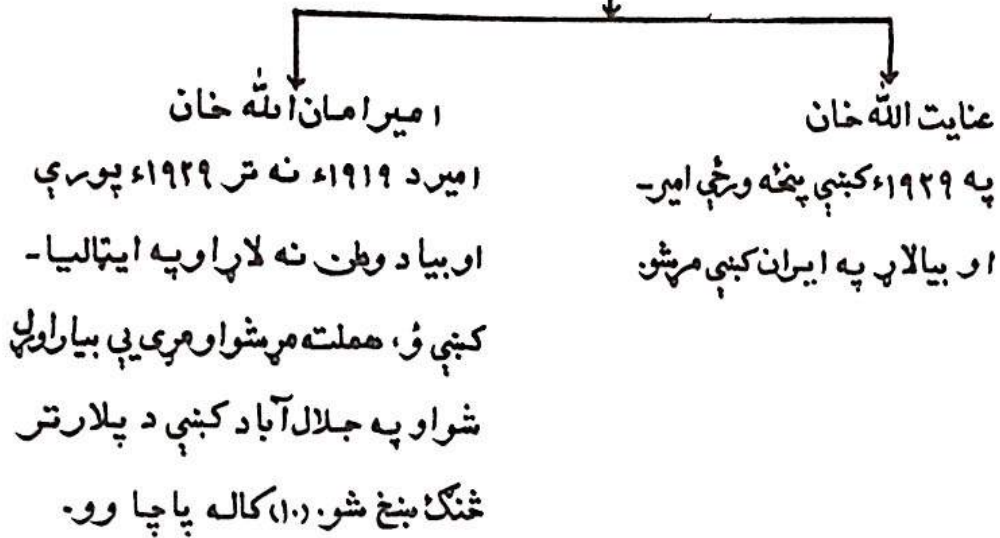 عنایت الله خان
په ۱۹۲۹ء کښې پنځه ورځې امیر-
او بیا لاړ په ایران کښې مړ شو.
امیر امان الله خان
امیر د ۱۹۱۹ء نه تر ۱۹۲۹ء پورې
او بیا د وطن نه لاړ او په ایټالیا-
کښې ؤ، هملته مړ شو او مړی یې بیا راوړل
شو او په جلال آباد کښې د پلار تر
څنګ ښخ شو. (۱۰) کاله پاچا وو.